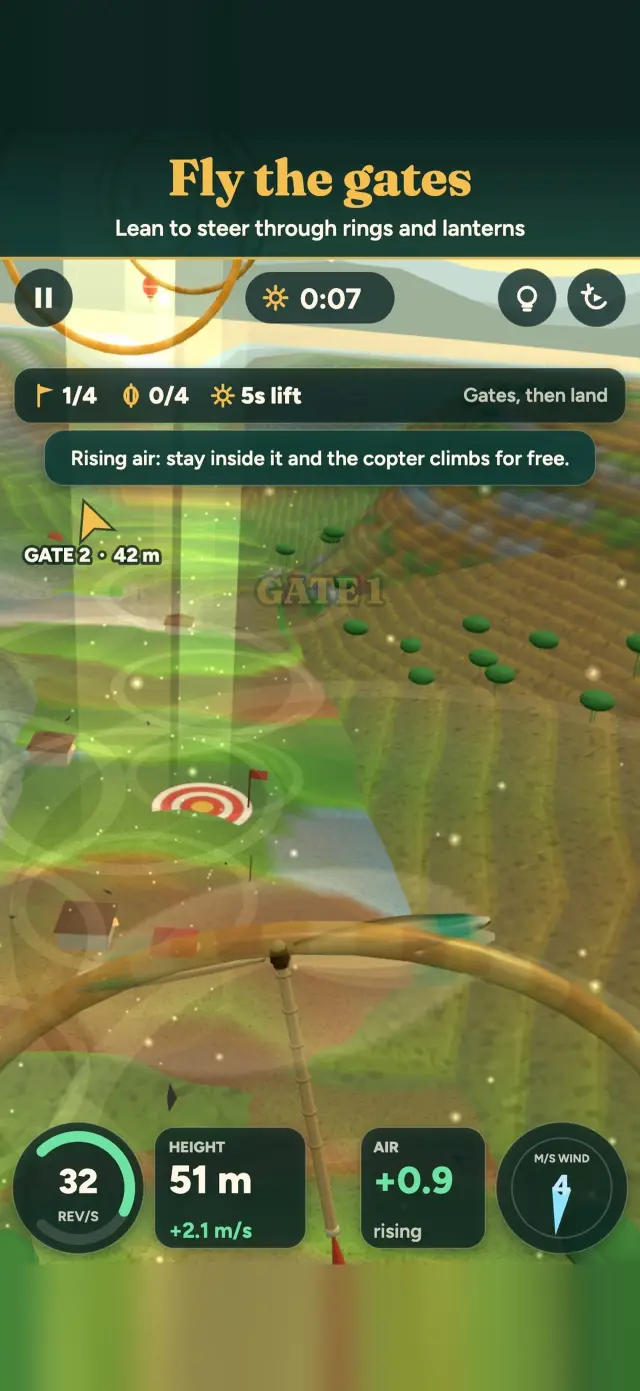 Fly the gates
Lean to steer through rings and lanterns
0:07
1/4 0/4 5s lift Gates, then land
Rising air: stay inside it and the copter climbs for free.
GATE 2 · 42 m
GATE 1
32
REV/S
HEIGHT
51 m
+2.1 m/s
AIR
+0.9
rising
M/S WIND
4